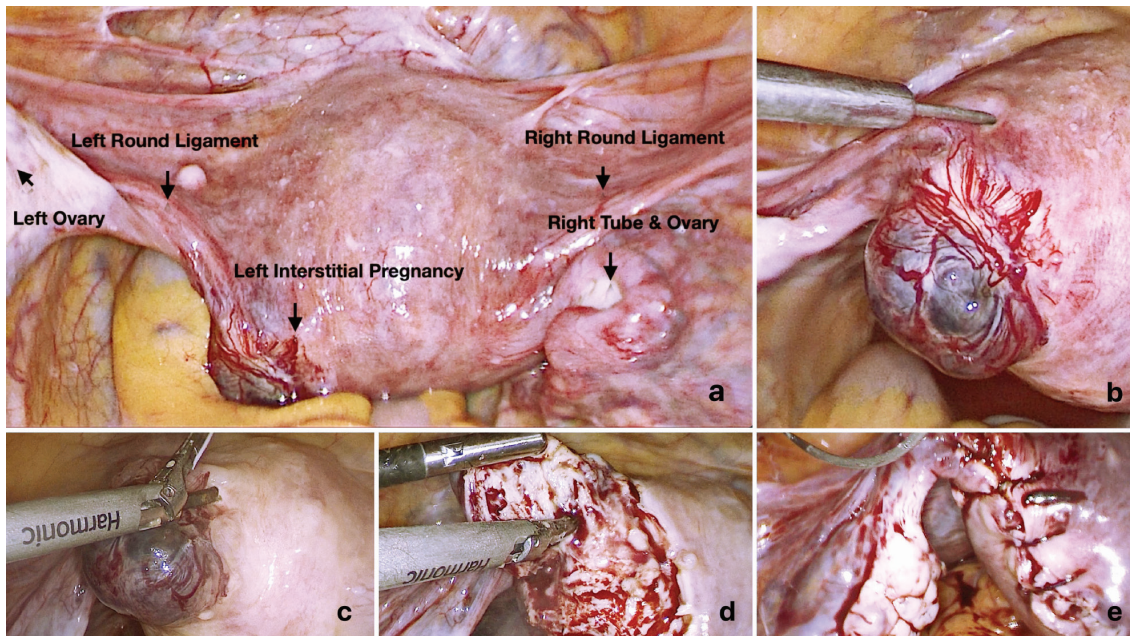 Left Round Ligament
Right Round Ligament
Left Ovary
Right Tube & Ovary
Left Interstitial Pregnancy
a
b
Harmonic
c
Harmonic
d
e